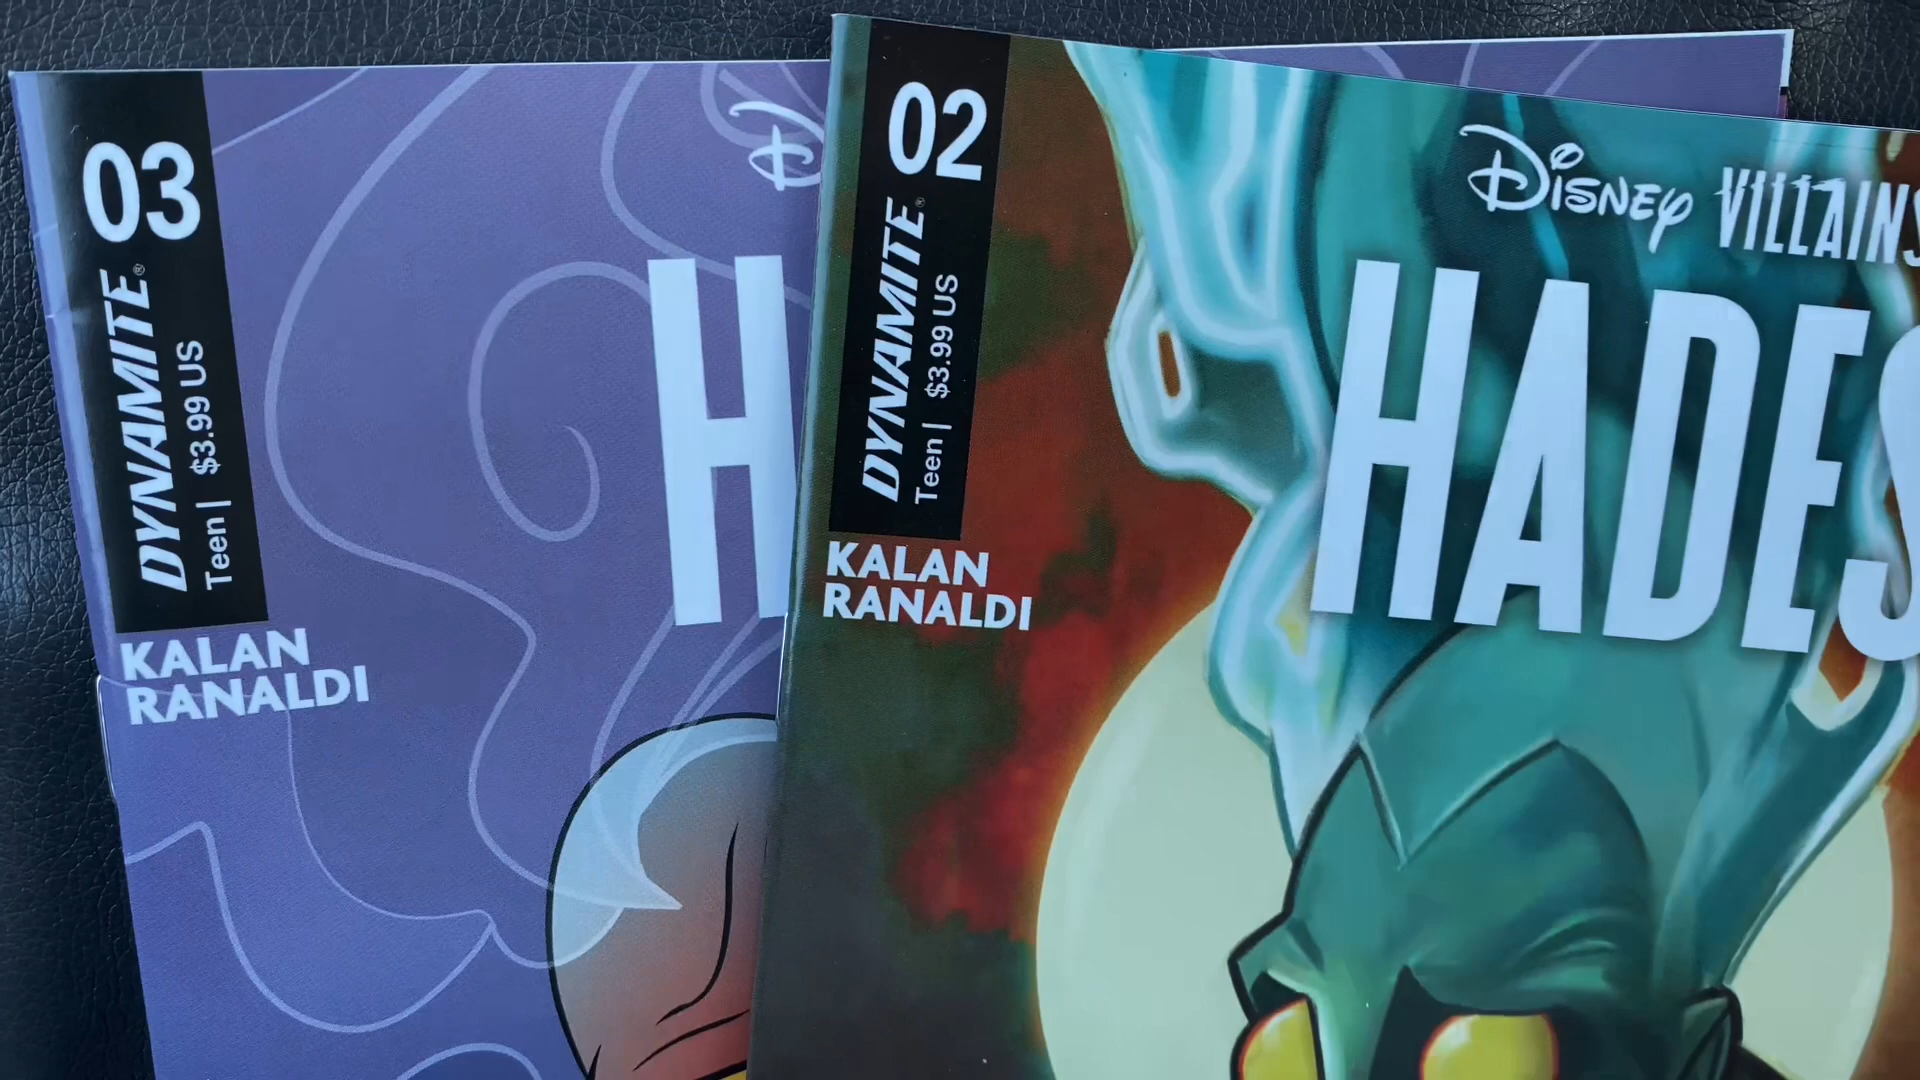 03
DYNAMITE®
Teen | $3.99 US
KALAN
RANALDI
D
H
02
DYNAMITE®
Teen | $3.99 US
KALAN
RANALDI
Disney VILLAINS
HADES